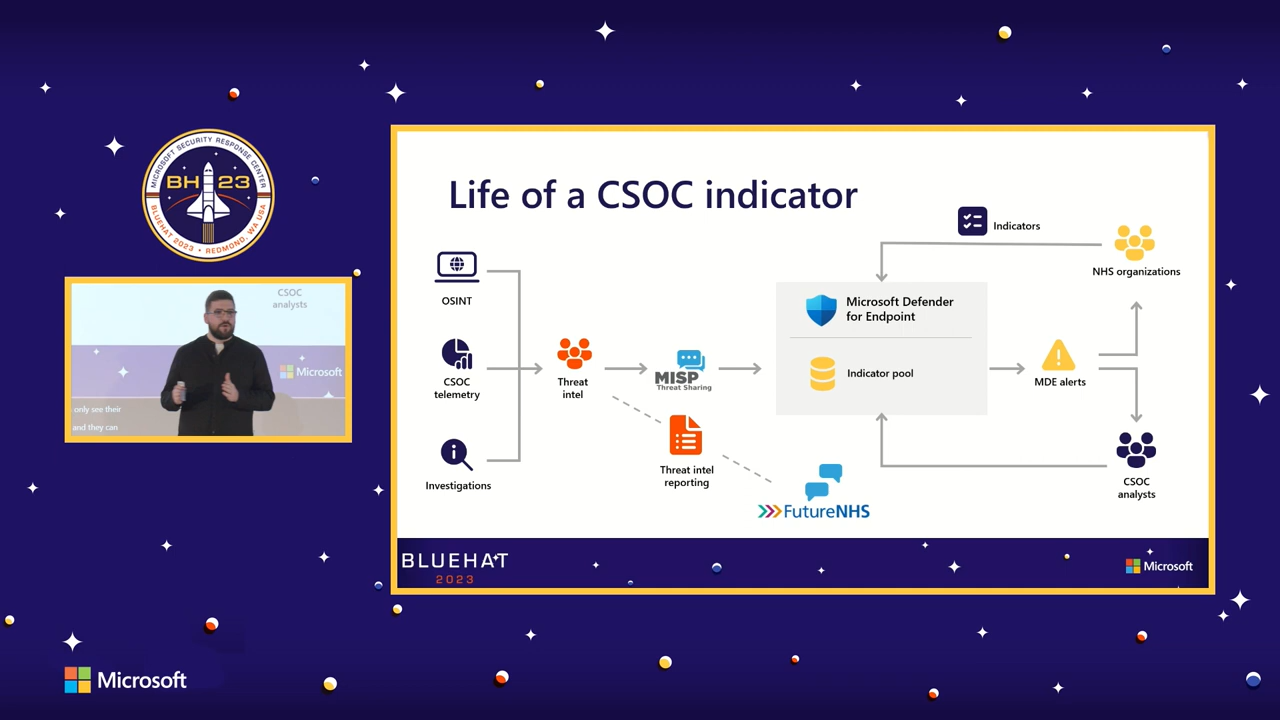 MICROSOFT SECURITY RESPONSE CENTER
BH 23
BLUEHAT 2023 • REDMOND, WA USA
CSOC
analysts
Microsoft
only see their
and they can
Life of a CSOC indicator
Indicators
NHS organizations
OSINT
Microsoft Defender
for Endpoint
CSOC
telemetry
Threat
intel
MISP
Threat Sharing
Indicator pool
MDE alerts
Investigations
Threat intel
reporting
FutureNHS
CSOC
analysts
BLUEHAT
2023
Microsoft
Microsoft